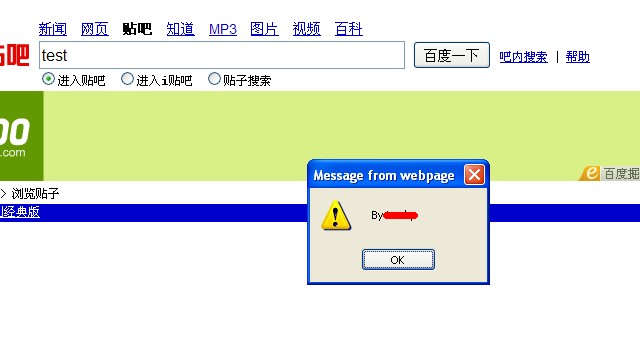 新闻 网页 贴吧 知道 MP3 图片 视频 百科
吧
test
百度一下
吧内搜索 | 帮助
进入贴吧 进入i贴吧 贴子搜索
.com
百度掘
> 浏览贴子
经典版
Message from webpage
By
OK